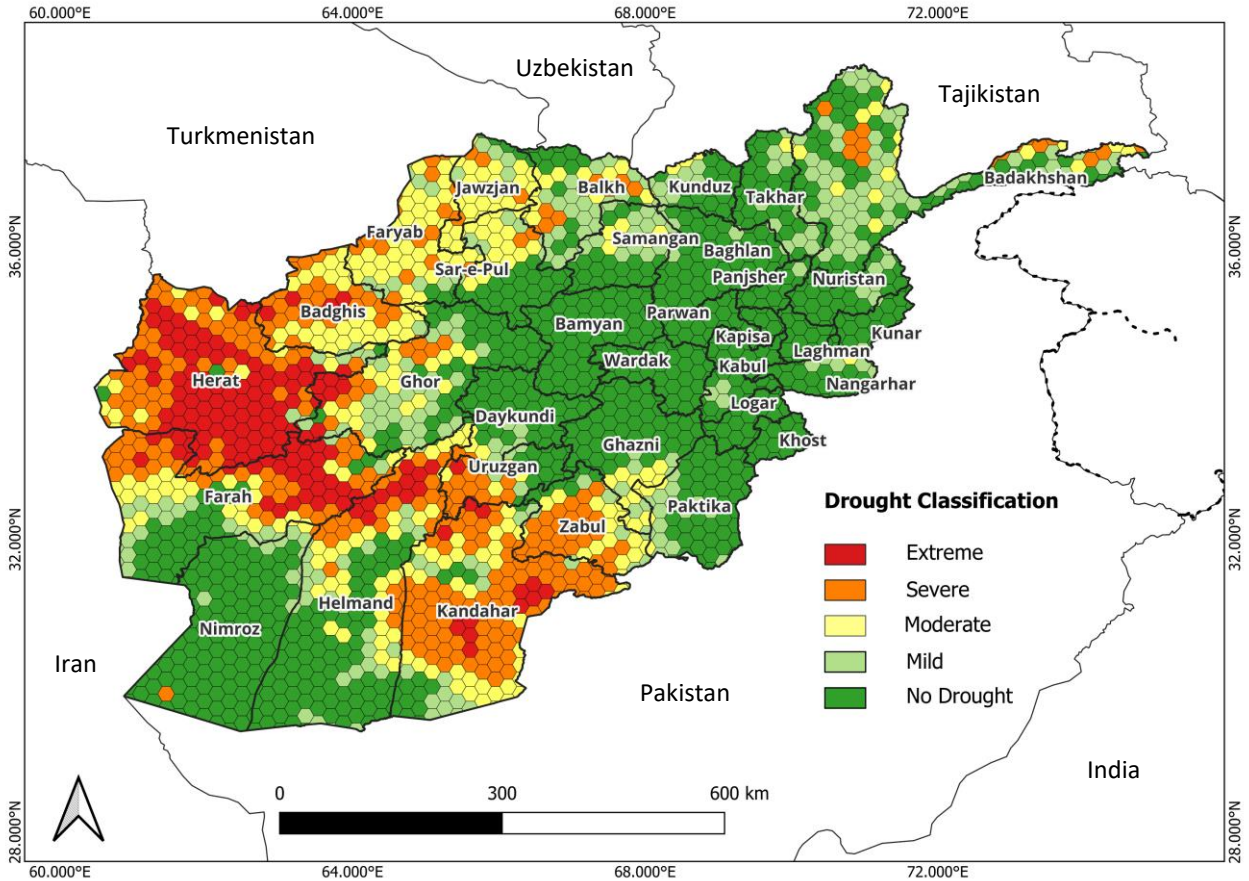 60.000°E 64.000°E 68.000°E 72.000°E
Uzbekistan
Tajikistan
Turkmenistan
Jawzjan
Balkh
Kunduz
Takhar
Badakhshan
36.000°N
Faryab
Samangan
Baghlan
36.000°N
Sar-e-Pul
Panjsher
Nuristan
Badghis
Bamyan
Parwan
Kapisa
Kunar
Laghman
Herat
Ghor
Wardak
Kabul
Nangarhar
Daykundi
Logar
Ghazni
Khost
Uruzgan
Farah
Zabul
Paktika
Drought Classification
32.000°N
32.000°N
Extreme
Severe
Moderate
Mild
No Drought
Helmand
Kandahar
Nimroz
Iran
Pakistan
India
0 300 600 km
28.000°N
28.000°N
60.000°E 64.000°E 68.000°E 72.000°E